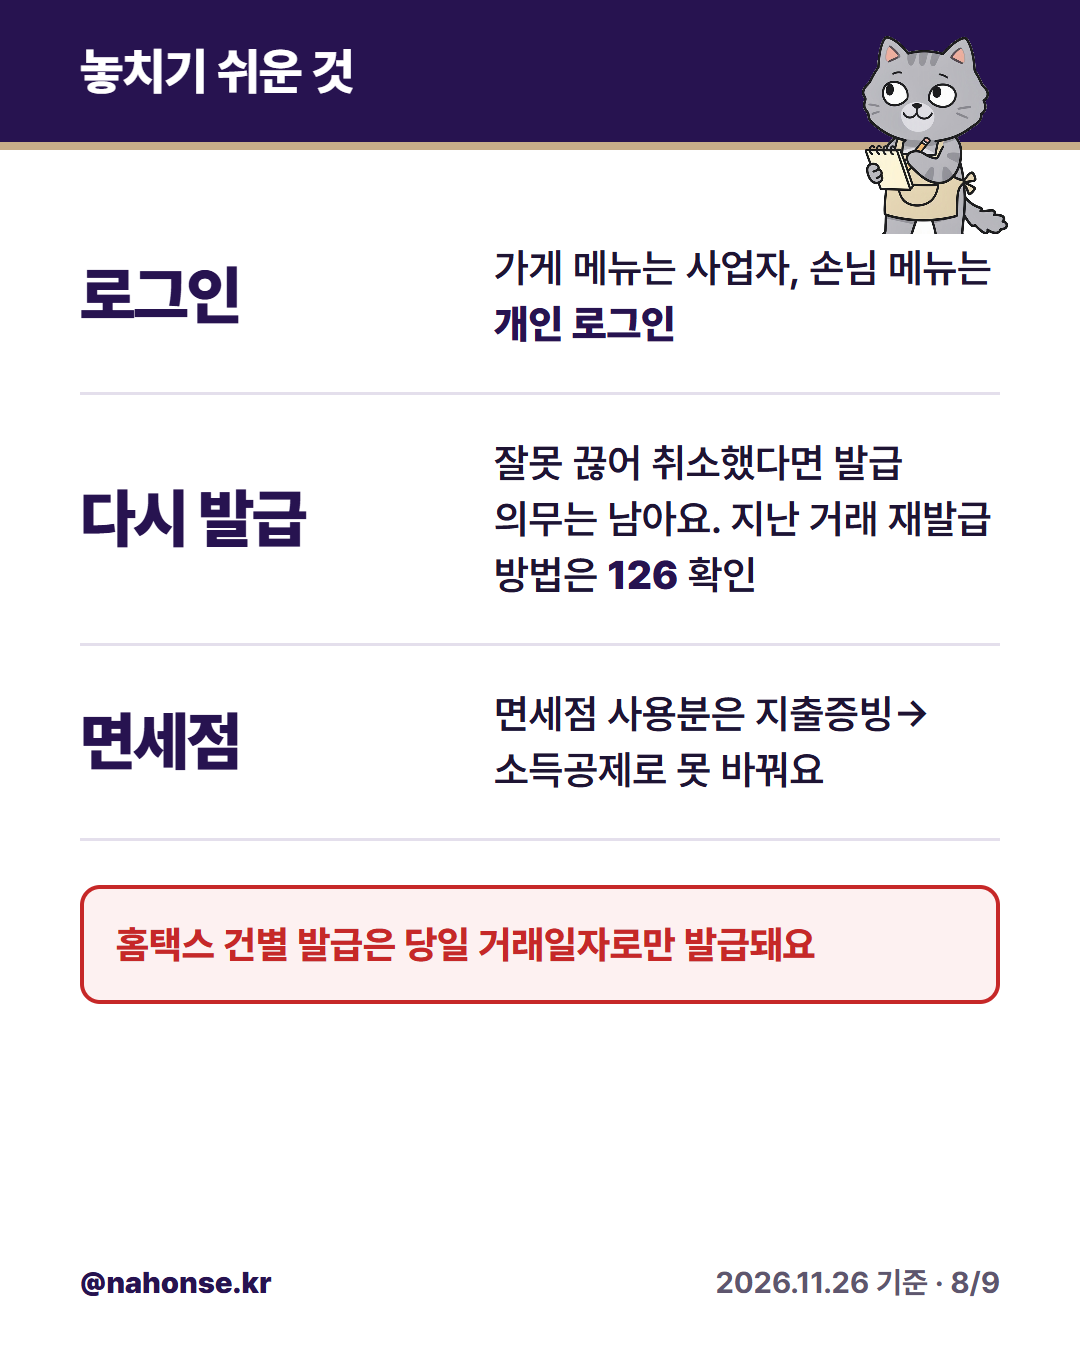 놓치기 쉬운 것
로그인
가게 메뉴는 사업자, 손님 메뉴는
개인 로그인
다시 발급
잘못 끊어 취소했다면 발급
의무는 남아요. 지난 거래 재발급
방법은 126 확인
면세점
면세점 사용분은 지출증빙→
소득공제로 못 바꿔요
홈택스 건별 발급은 당일 거래일자로만 발급돼요
@nahonse.kr
2026.11.26 기준 · 8/9